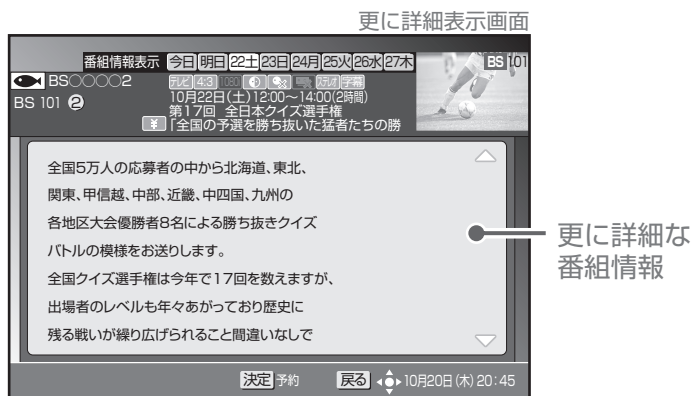 更に詳細表示画面
番組情報表示 今日 明日 22土 23日 24月 25火 26水 27木
BS 101
BS○○○○2 テレビ 4:3 1080 ステレオ 字幕
BS 101 ② 10月22日(土)12:00～14:00(2時間)
第17回 全日本クイズ選手権
¥ 「全国の予選を勝ち抜いた猛者たちの勝
全国5万人の応募者の中から北海道、東北、
関東、甲信越、中部、近畿、中四国、九州の
各地区大会優勝者8名による勝ち抜きクイズ
バトルの模様をお送りします。
全国クイズ選手権は今年で17回を数えますが、
出場者のレベルも年々あがっており歴史に
残る戦いが繰り広げられること間違いなしで
更に詳細な
番組情報
決定 予約 戻る 10月20日(木) 20:45